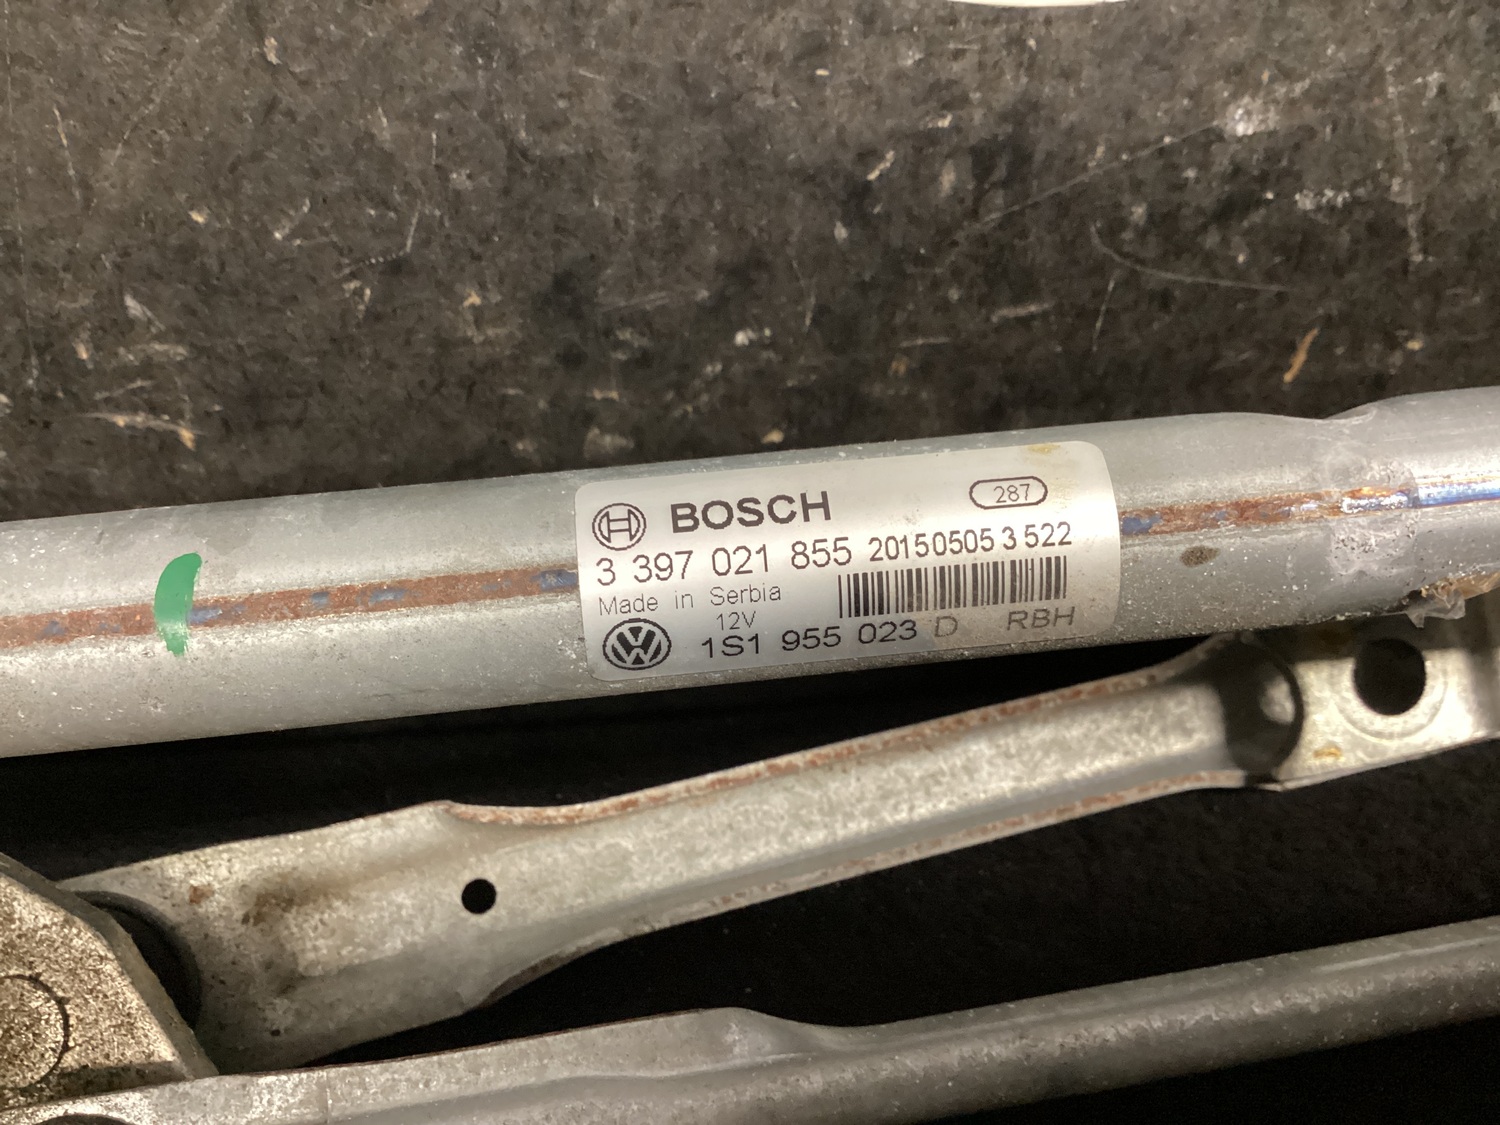 BOSCH
287
3 397 021 855 20150505 3 522
Made in Serbia
12V
1S1 955 023 D RBH